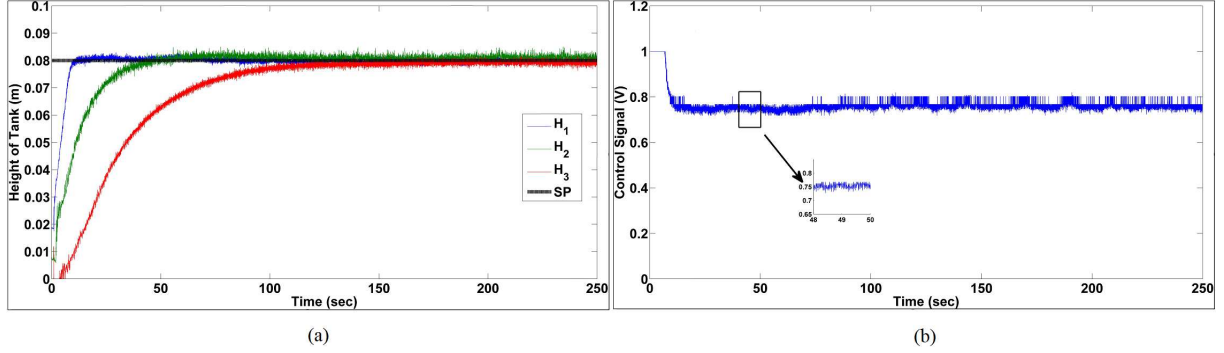 0.1
0.09
0.08
0.07
0.06
0.05
0.04
0.03
0.02
0.01
0
Height of Tank (m)
H1
H2
H3
SP
0 50 100 150 200 250
Time (sec)
(a)
1.2
1
0.8
0.6
0.4
0.2
0
Control Signal (V)
0.8
0.75
0.7
0.65
48 49 50
0 50 100 150 200 250
Time (sec)
(b)